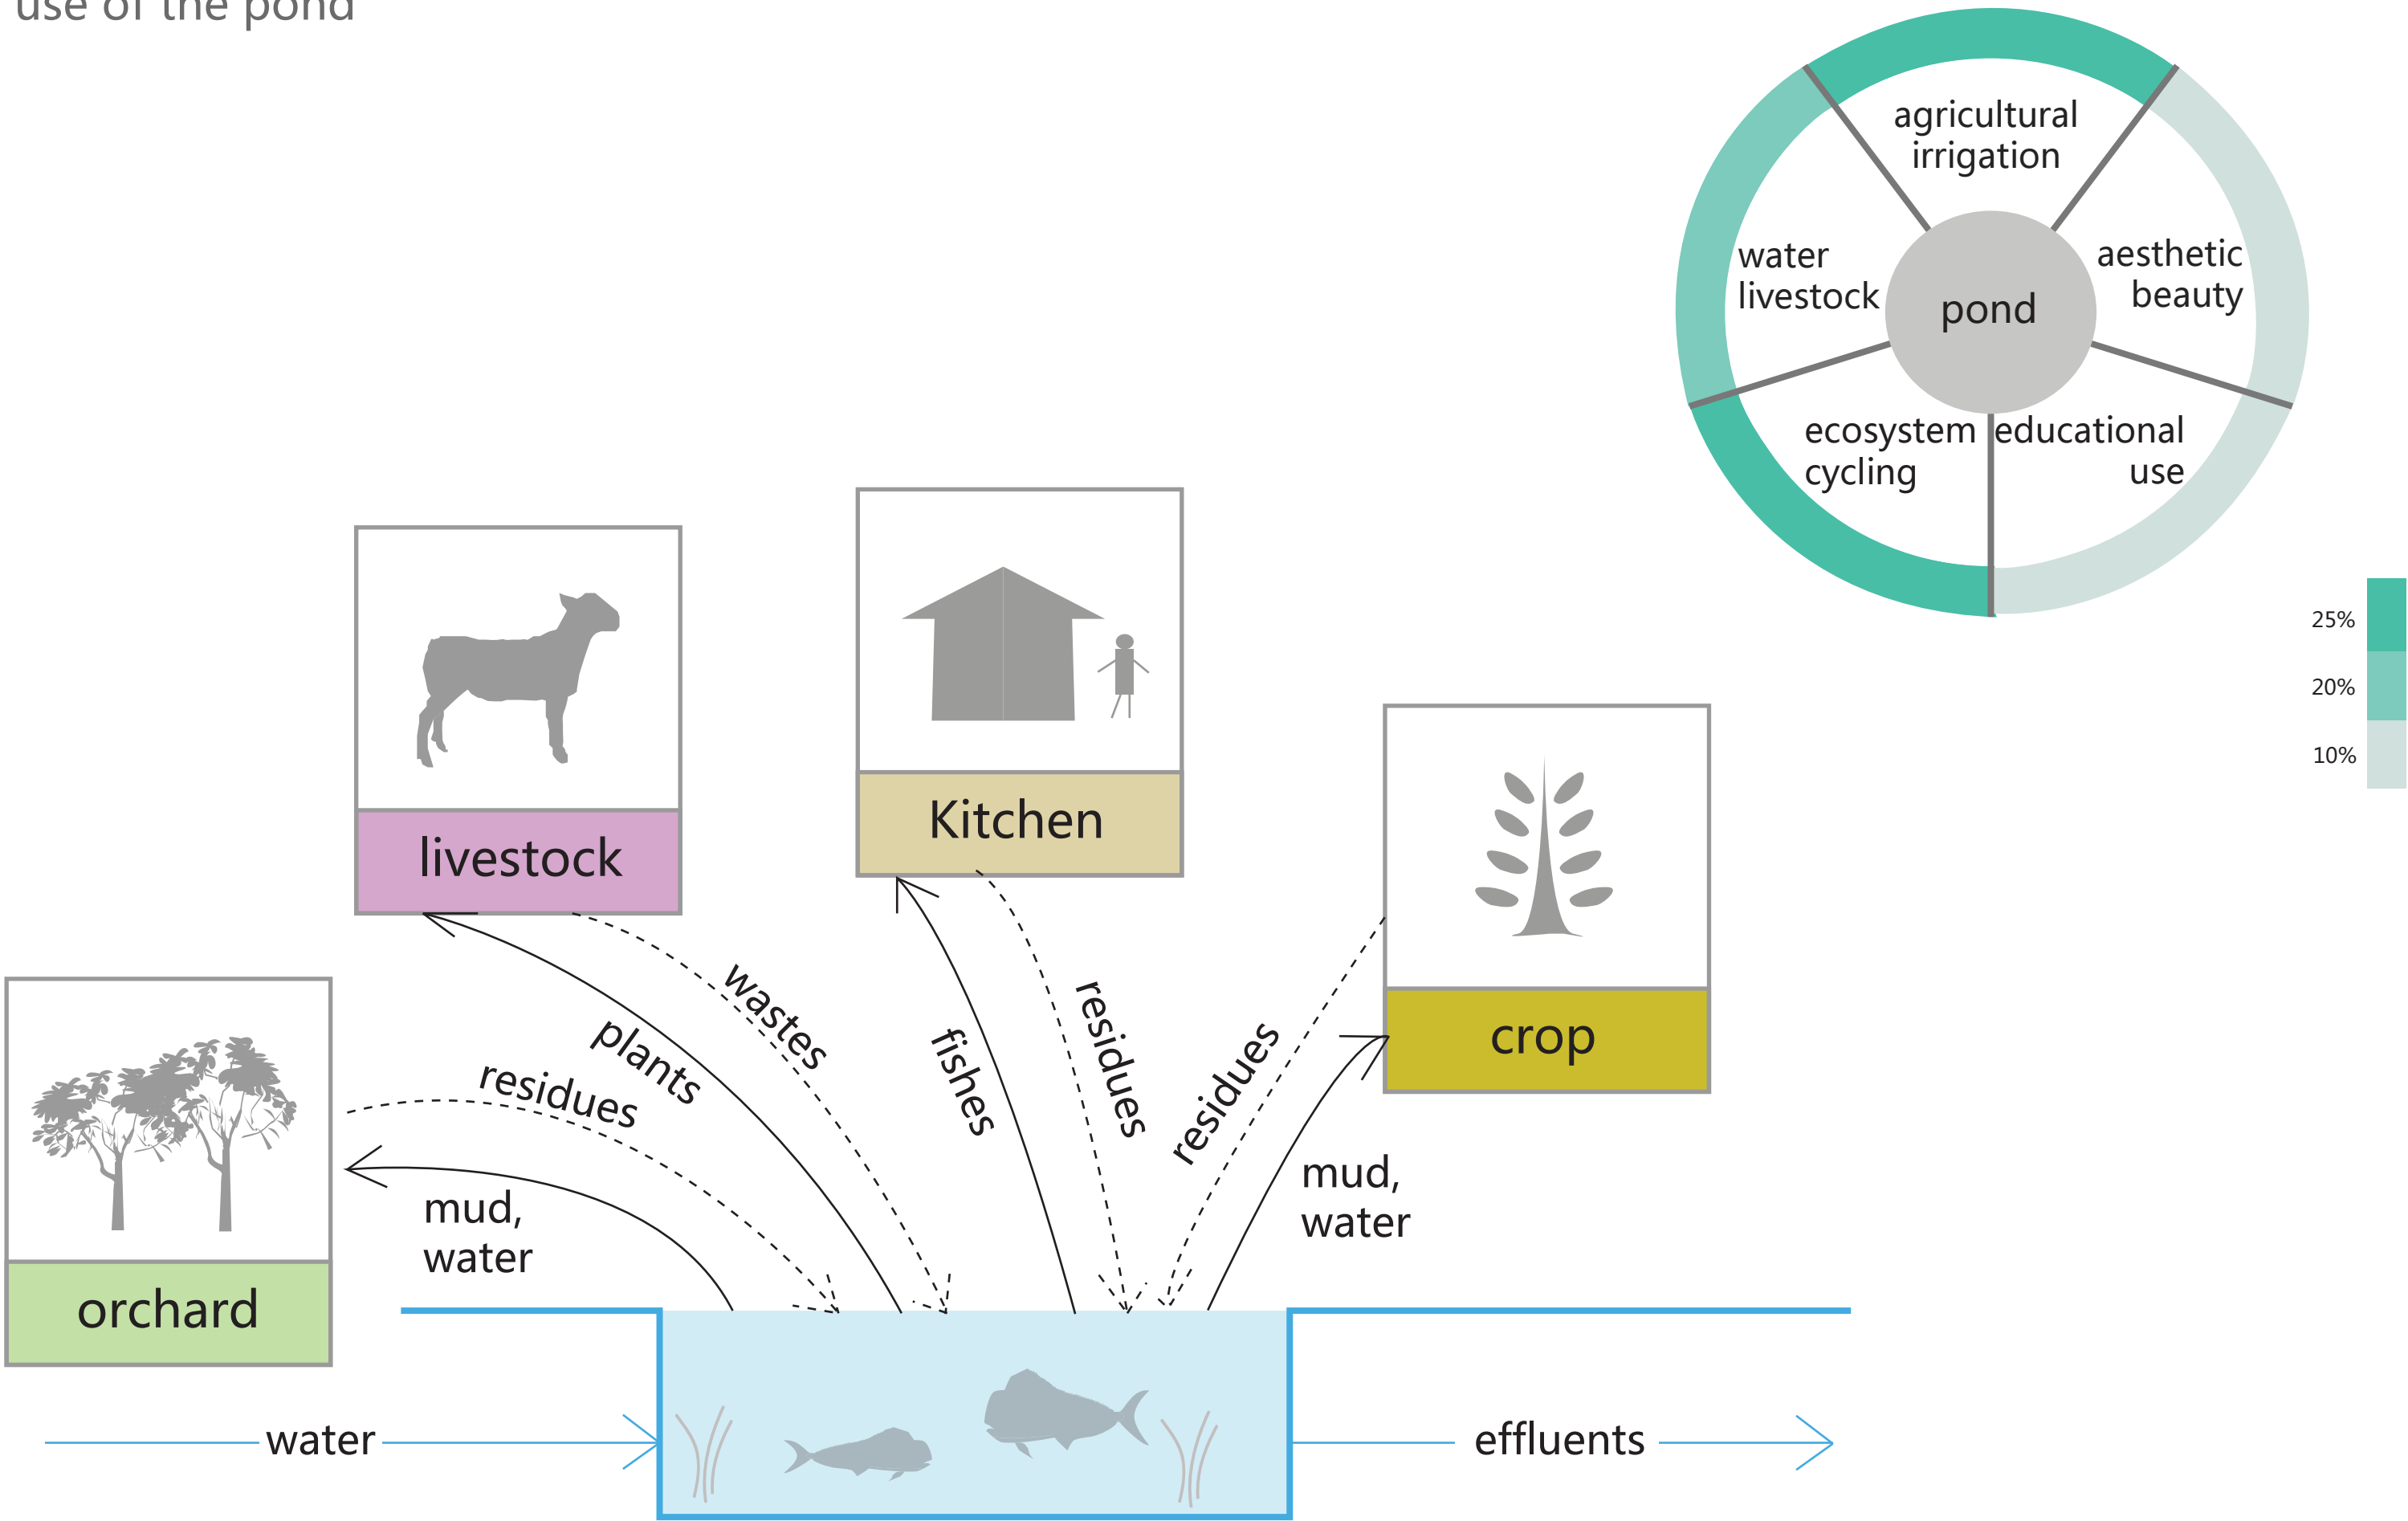 use of the pond
agricultural
irrigation
water
livestock
aesthetic
beauty
pond
ecosystem
cycling
educational
use
25%
20%
10%
livestock
Kitchen
crop
orchard
wastes
plants
residues
mud,
water
fishes
residues
residues
mud,
water
water
effluents